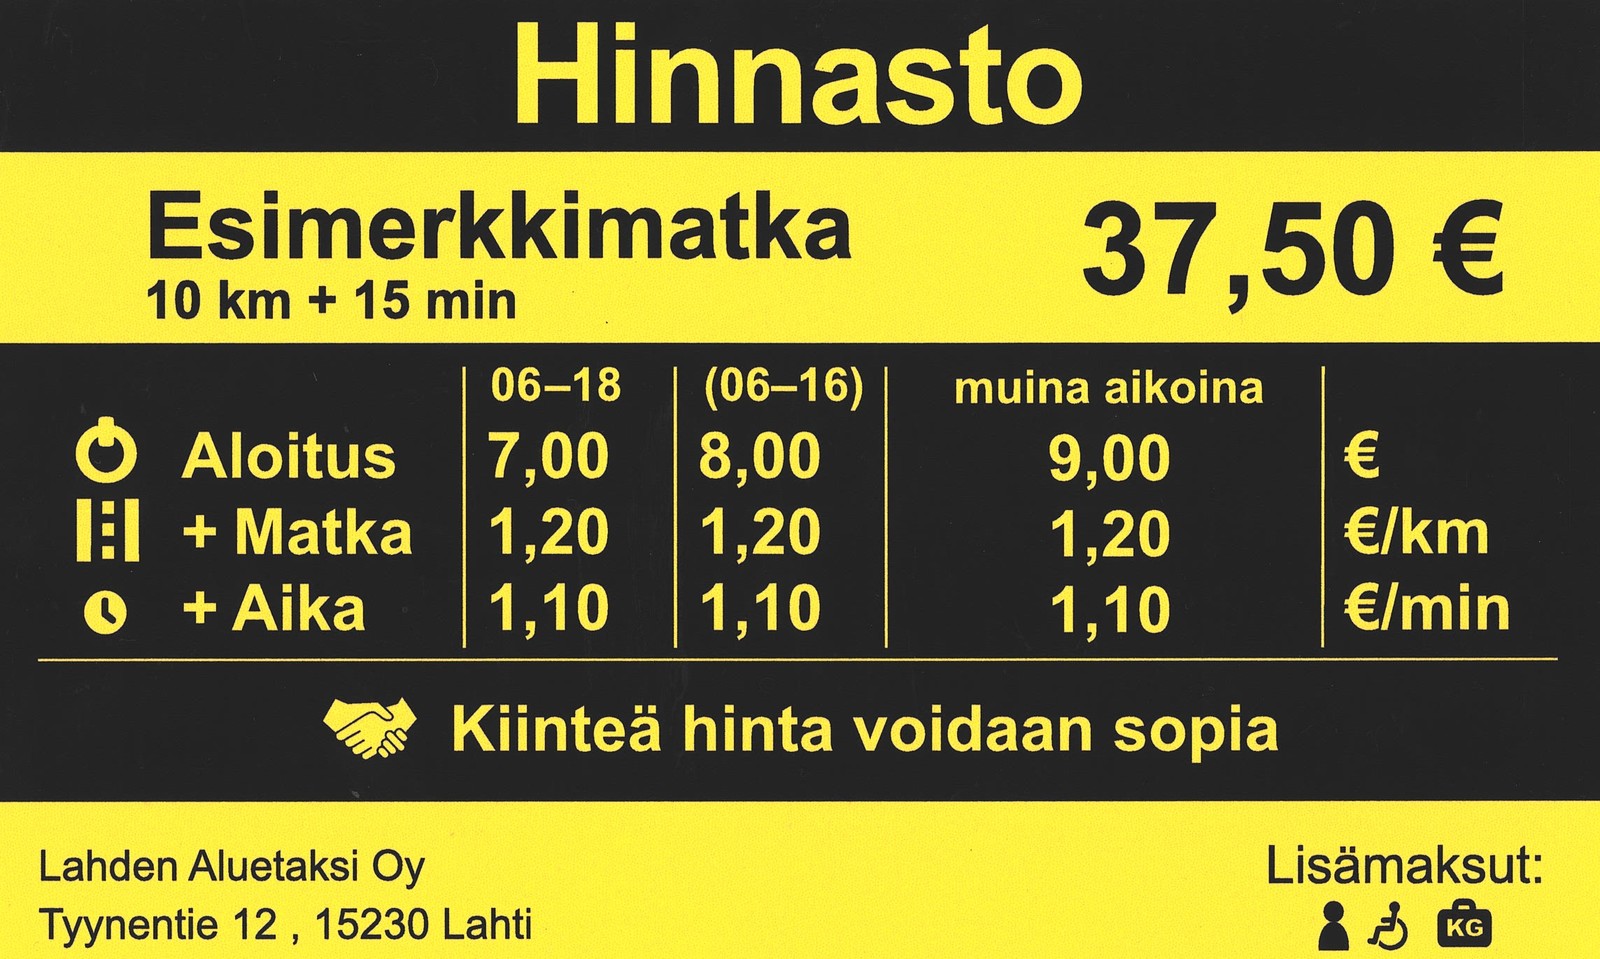 Hinnasto
Esimerkkimatka
37,50 €
10 km + 15 min
06–18 (06–16) muina aikoina
Aloitus 7,00 8,00 9,00 €
+ Matka 1,20 1,20 1,20 €/km
+ Aika 1,10 1,10 1,10 €/min
Kiinteä hinta voidaan sopia
Lahden Aluetaksi Oy
Tyynentie 12 , 15230 Lahti
Lisämaksut:
KG